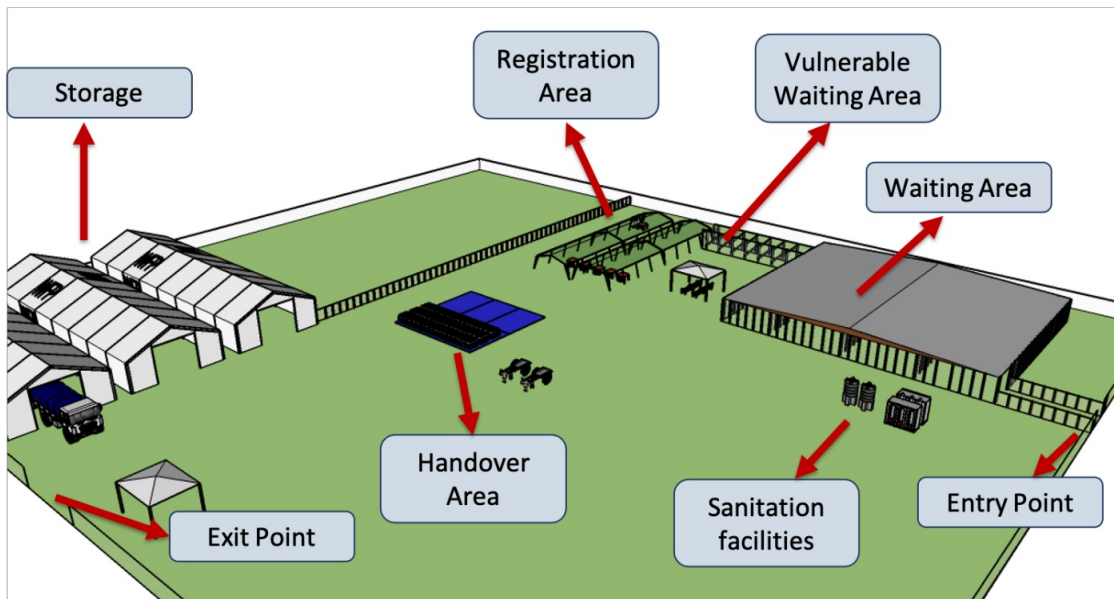 Storage
Registration
Area
Vulnerable
Waiting Area
Waiting Area
Handover
Area
Sanitation
facilities
Entry Point
Exit Point